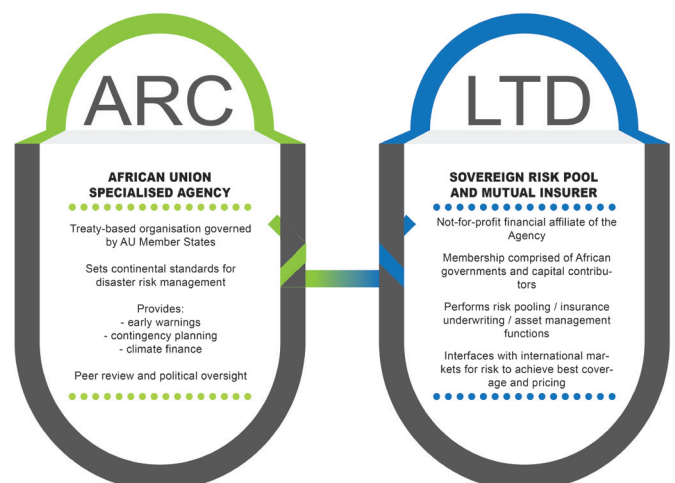 ARC
AFRICAN UNION
SPECIALISED AGENCY
Treaty-based organisation governed
by AU Member States
Sets continental standards for
disaster risk management
Provides:
- early warnings
- contingency planning
- climate finance
Peer review and political oversight
LTD
SOVEREIGN RISK POOL
AND MUTUAL INSURER
Not-for-profit financial affiliate of the
Agency
Membership comprised of African
governments and capital contribu-
tors
Performs risk pooling / insurance
underwriting / asset management
functions
Interfaces with international mar-
kets for risk to achieve best cover-
age and pricing